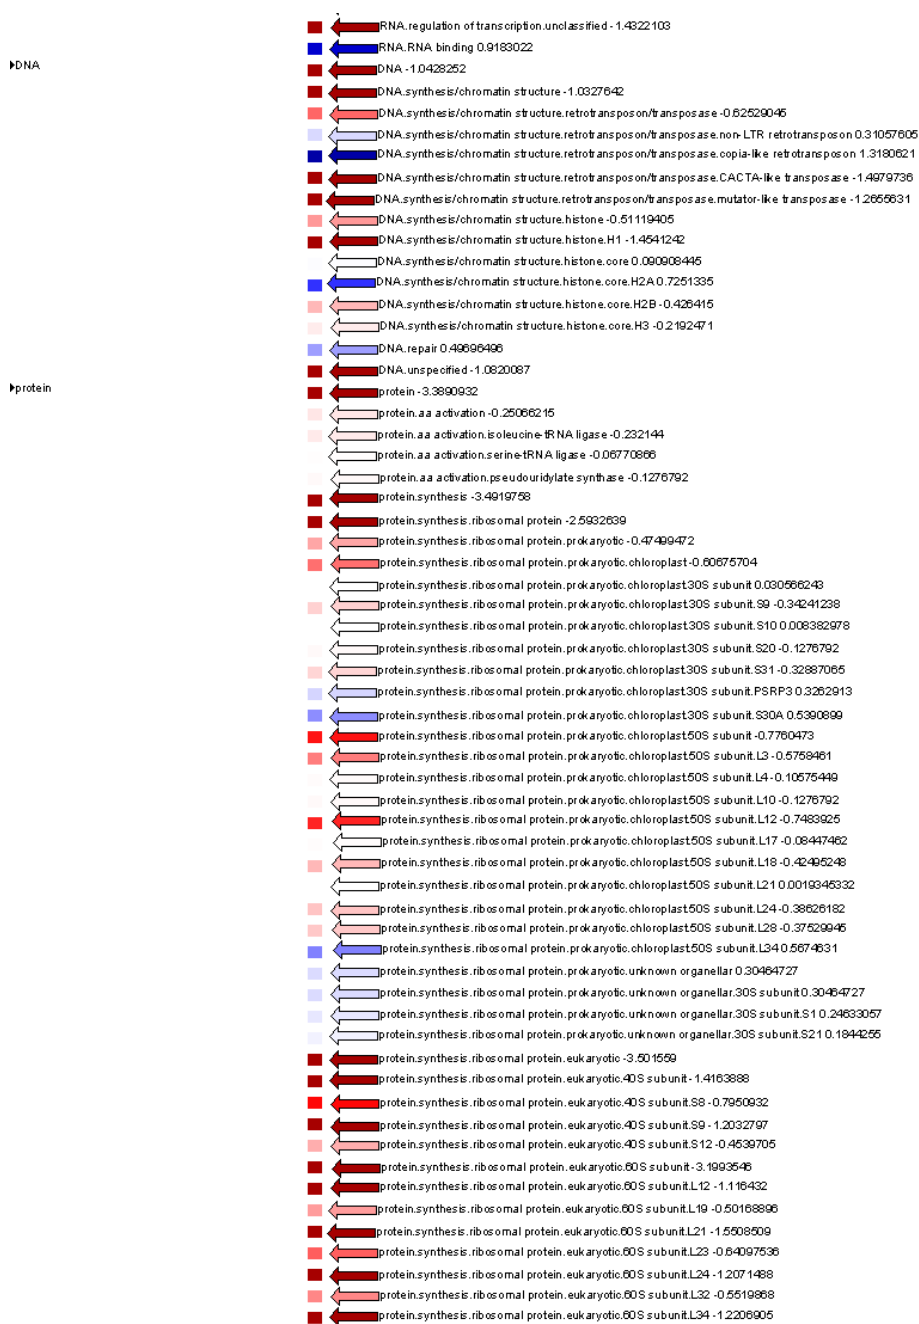 RNA.regulation of transcription.unclassified -1.4322103
RNA.RNA binding 0.9183022
DNA
DNA -1.0428252
DNA.synthesis/chromatin structure -1.0327642
DNA.synthesis/chromatin structure.retrotransposon/transposase -0.62529045
DNA.synthesis/chromatin structure.retrotransposon/transposase.non-LTR retrotransposon 0.31057605
DNA.synthesis/chromatin structure.retrotransposon/transposase.copia-like retrotransposon 1.3180621
DNA.synthesis/chromatin structure.retrotransposon/transposase.CACTA-like transposase -1.4979736
DNA.synthesis/chromatin structure.retrotransposon/transposase.mutator-like transposase -1.2655631
DNA.synthesis/chromatin structure.histone -0.51119405
DNA.synthesis/chromatin structure.histone.H1 -1.4541242
DNA.synthesis/chromatin structure.histone.core 0.090908445
DNA.synthesis/chromatin structure.histone.core.H2A 0.7251335
DNA.synthesis/chromatin structure.histone.core.H2B -0.426415
DNA.synthesis/chromatin structure.histone.core.H3 -0.2192471
DNA.repair 0.49696496
DNA.unspecified -1.0820087
protein
protein -3.3890932
protein.aa activation -0.25066215
protein.aa activation.isoleucine-tRNA ligase -0.232144
protein.aa activation.serine-tRNA ligase -0.06770866
protein.aa activation.pseudouridylate synthase -0.1276792
protein.synthesis -3.4919758
protein.synthesis.ribosomal protein -2.5932639
protein.synthesis.ribosomal protein.prokaryotic -0.47499472
protein.synthesis.ribosomal protein.prokaryotic.chloroplast -0.60675704
protein.synthesis.ribosomal protein.prokaryotic.chloroplast.30S subunit 0.030566243
protein.synthesis.ribosomal protein.prokaryotic.chloroplast.30S subunit.S9 -0.34241238
protein.synthesis.ribosomal protein.prokaryotic.chloroplast.30S subunit.S10 0.008382978
protein.synthesis.ribosomal protein.prokaryotic.chloroplast.30S subunit.S20 -0.1276792
protein.synthesis.ribosomal protein.prokaryotic.chloroplast.30S subunit.S31 -0.32887065
protein.synthesis.ribosomal protein.prokaryotic.chloroplast.30S subunit.PSRP3 0.3262913
protein.synthesis.ribosomal protein.prokaryotic.chloroplast.30S subunit.S30A 0.5390899
protein.synthesis.ribosomal protein.prokaryotic.chloroplast.50S subunit -0.7760473
protein.synthesis.ribosomal protein.prokaryotic.chloroplast.50S subunit.L3 -0.5758461
protein.synthesis.ribosomal protein.prokaryotic.chloroplast.50S subunit.L4 -0.10575449
protein.synthesis.ribosomal protein.prokaryotic.chloroplast.50S subunit.L10 -0.1276792
protein.synthesis.ribosomal protein.prokaryotic.chloroplast.50S subunit.L12 -0.7483925
protein.synthesis.ribosomal protein.prokaryotic.chloroplast.50S subunit.L17 -0.08447462
protein.synthesis.ribosomal protein.prokaryotic.chloroplast.50S subunit.L18 -0.42495248
protein.synthesis.ribosomal protein.prokaryotic.chloroplast.50S subunit.L21 0.0019345332
protein.synthesis.ribosomal protein.prokaryotic.chloroplast.50S subunit.L24 -0.38626182
protein.synthesis.ribosomal protein.prokaryotic.chloroplast.50S subunit.L28 -0.37529945
protein.synthesis.ribosomal protein.prokaryotic.chloroplast.50S subunit.L34 0.5674631
protein.synthesis.ribosomal protein.prokaryotic.unknown organellar 0.30464727
protein.synthesis.ribosomal protein.prokaryotic.unknown organellar.30S subunit 0.30464727
protein.synthesis.ribosomal protein.prokaryotic.unknown organellar.30S subunit.S1 0.24633057
protein.synthesis.ribosomal protein.prokaryotic.unknown organellar.30S subunit.S21 0.1844255
protein.synthesis.ribosomal protein.eukaryotic -3.501559
protein.synthesis.ribosomal protein.eukaryotic.40S subunit -1.4163888
protein.synthesis.ribosomal protein.eukaryotic.40S subunit.S8 -0.7950932
protein.synthesis.ribosomal protein.eukaryotic.40S subunit.S9 -1.2032797
protein.synthesis.ribosomal protein.eukaryotic.40S subunit.S12 -0.4539705
protein.synthesis.ribosomal protein.eukaryotic.60S subunit -3.1993546
protein.synthesis.ribosomal protein.eukaryotic.60S subunit.L12 -1.116432
protein.synthesis.ribosomal protein.eukaryotic.60S subunit.L19 -0.50168896
protein.synthesis.ribosomal protein.eukaryotic.60S subunit.L21 -1.5508509
protein.synthesis.ribosomal protein.eukaryotic.60S subunit.L23 -0.64097536
protein.synthesis.ribosomal protein.eukaryotic.60S subunit.L24 -1.2071488
protein.synthesis.ribosomal protein.eukaryotic.60S subunit.L32 -0.5519868
protein.synthesis.ribosomal protein.eukaryotic.60S subunit.L34 -1.2206905